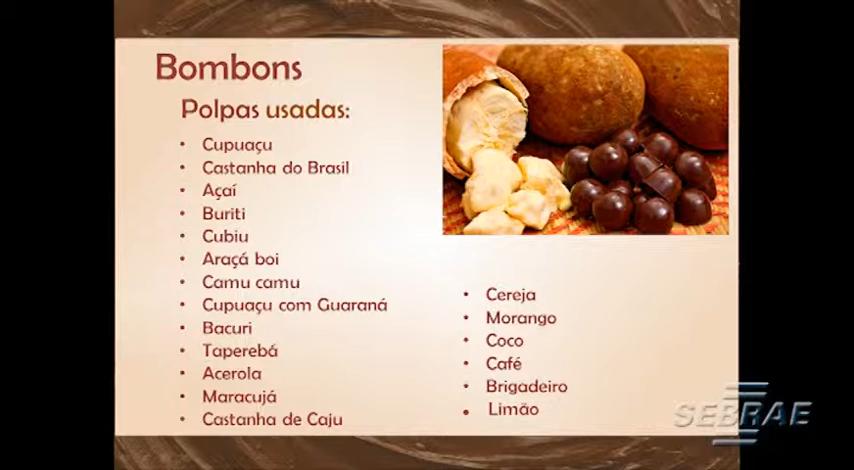 Bombons
Polpas usadas:
• Cupuaçu
• Castanha do Brasil
• Açaí
• Buriti
• Cubiu
• Araçá boi
• Camu camu
• Cupuaçu com Guaraná
• Bacuri
• Taperebá
• Acerola
• Maracujá
• Castanha de Caju
• Cereja
• Morango
• Coco
• Café
• Brigadeiro
• Limão
SEBRAE